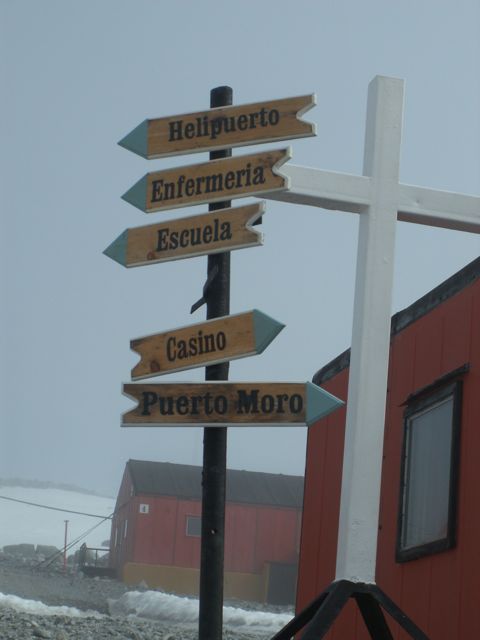 Helipuerto
Enfermeria
Escuela
Casino
Puerto Moro